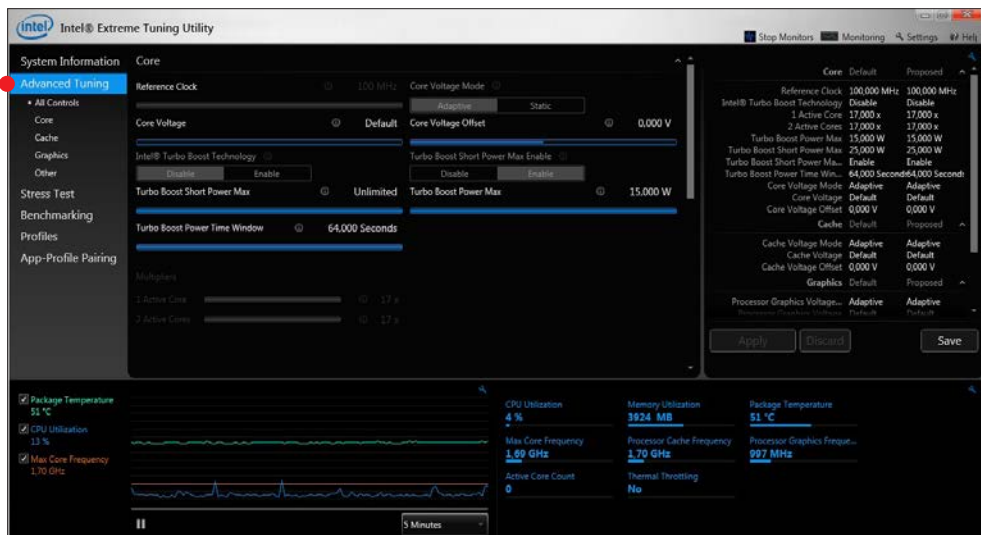 intel Intel® Extreme Tuning Utility
Stop Monitors Monitoring Settings Help
System Information
Advanced Tuning
• All Controls
Core
Cache
Graphics
Other
Stress Test
Benchmarking
Profiles
App-Profile Pairing
Core
Reference Clock 100 MHz Core Voltage Mode
Adaptive Static
Core Voltage Default Core Voltage Offset 0,000 V
Intel® Turbo Boost Technology Turbo Boost Short Power Max Enable
Disable Enable Disable Enable
Turbo Boost Short Power Max Unlimited Turbo Boost Power Max 15,000 W
Turbo Boost Power Time Window 64,000 Seconds
Multipliers
1 Active Core 17 x
2 Active Cores 17 x
Core Default Proposed
Reference Clock 100,000 MHz 100,000 MHz
Intel® Turbo Boost Technology Disable Disable
1 Active Core 17,000 x 17,000 x
2 Active Cores 17,000 x 17,000 x
Turbo Boost Power Max 15,000 W 15,000 W
Turbo Boost Short Power Max 25,000 W 25,000 W
Turbo Boost Short Power Ma... Enable Enable
Turbo Boost Power Time Win... 64,000 Seconds 64,000 Seconds
Core Voltage Mode Adaptive Adaptive
Core Voltage Default Default
Core Voltage Offset 0,000 V 0,000 V
Cache Default Proposed
Cache Voltage Mode Adaptive Adaptive
Cache Voltage Default Default
Cache Voltage Offset 0,000 V 0,000 V
Graphics Default Proposed
Processor Graphics Voltage... Adaptive Adaptive
Processor Graphics Voltage Default Default
Apply Discard Save
Package Temperature
51 °C
CPU Utilization
13 %
Max Core Frequency
1,70 GHz
5 Minutes
CPU Utilization Memory Utilization Package Temperature
4 % 3924 MB 51 °C
Max Core Frequency Processor Cache Frequency Processor Graphics Freque...
1,69 GHz 1,70 GHz 997 MHz
Active Core Count Thermal Throttling
0 No